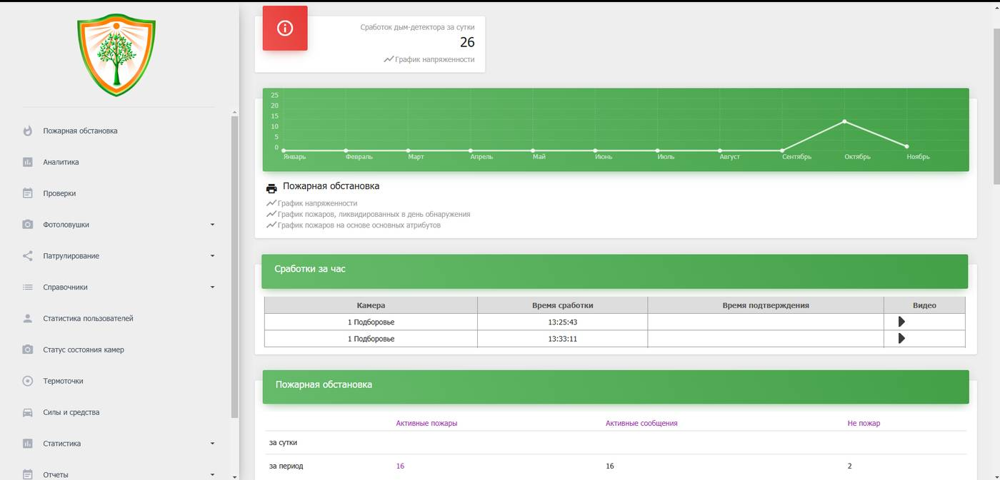 Пожарная обстановка
Аналитика
Проверки
Фотоловушки
Патрулирование
Справочники
Статистика пользователей
Статус состояния камер
Термоточки
Силы и средства
Статистика
Отчеты
Сработок дым-детектора за сутки
26
График напряженности
25
20
15
10
5
0
Январь Февраль Март Апрель Май Июнь Июль Август Сентябрь Октябрь Ноябрь
Пожарная обстановка
График напряженности
График пожаров, ликвидированных в день обнаружения
График пожаров на основе основных атрибутов
Сработки за час
Камера Время сработки Время подтверждения Видео
1 Подборовье 13:25:43
1 Подборовье 13:33:11
Пожарная обстановка
Активные пожары Активные сообщения Не пожар
за сутки
за период 16 16 2